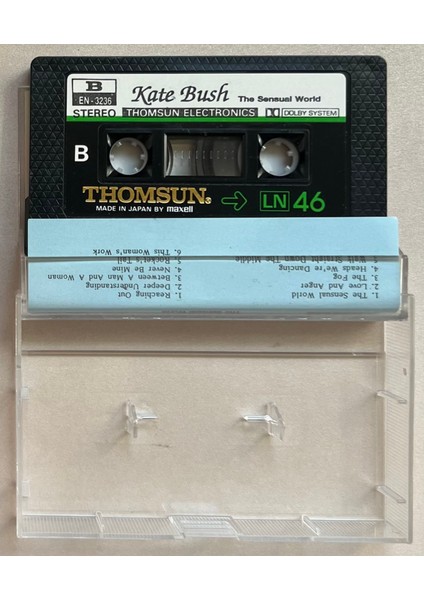 B
EN-3236
STEREO
Kate Bush The Sensual World
THOMSUN ELECTRONICS DOLBY SYSTEM
B
THOMSUN®
MADE IN JAPAN BY maxell
LN 46
1. The Sensual World
2. Love And Anger
3. The Fog
4. Heads We're Dancing
Walk Straight Down The Middle
1. Reaching Out
2. Deeper Understanding
3. Between A Man And A Woman
4. Never Be Mine
5. Rocket's Tail
6. This Woman's Work